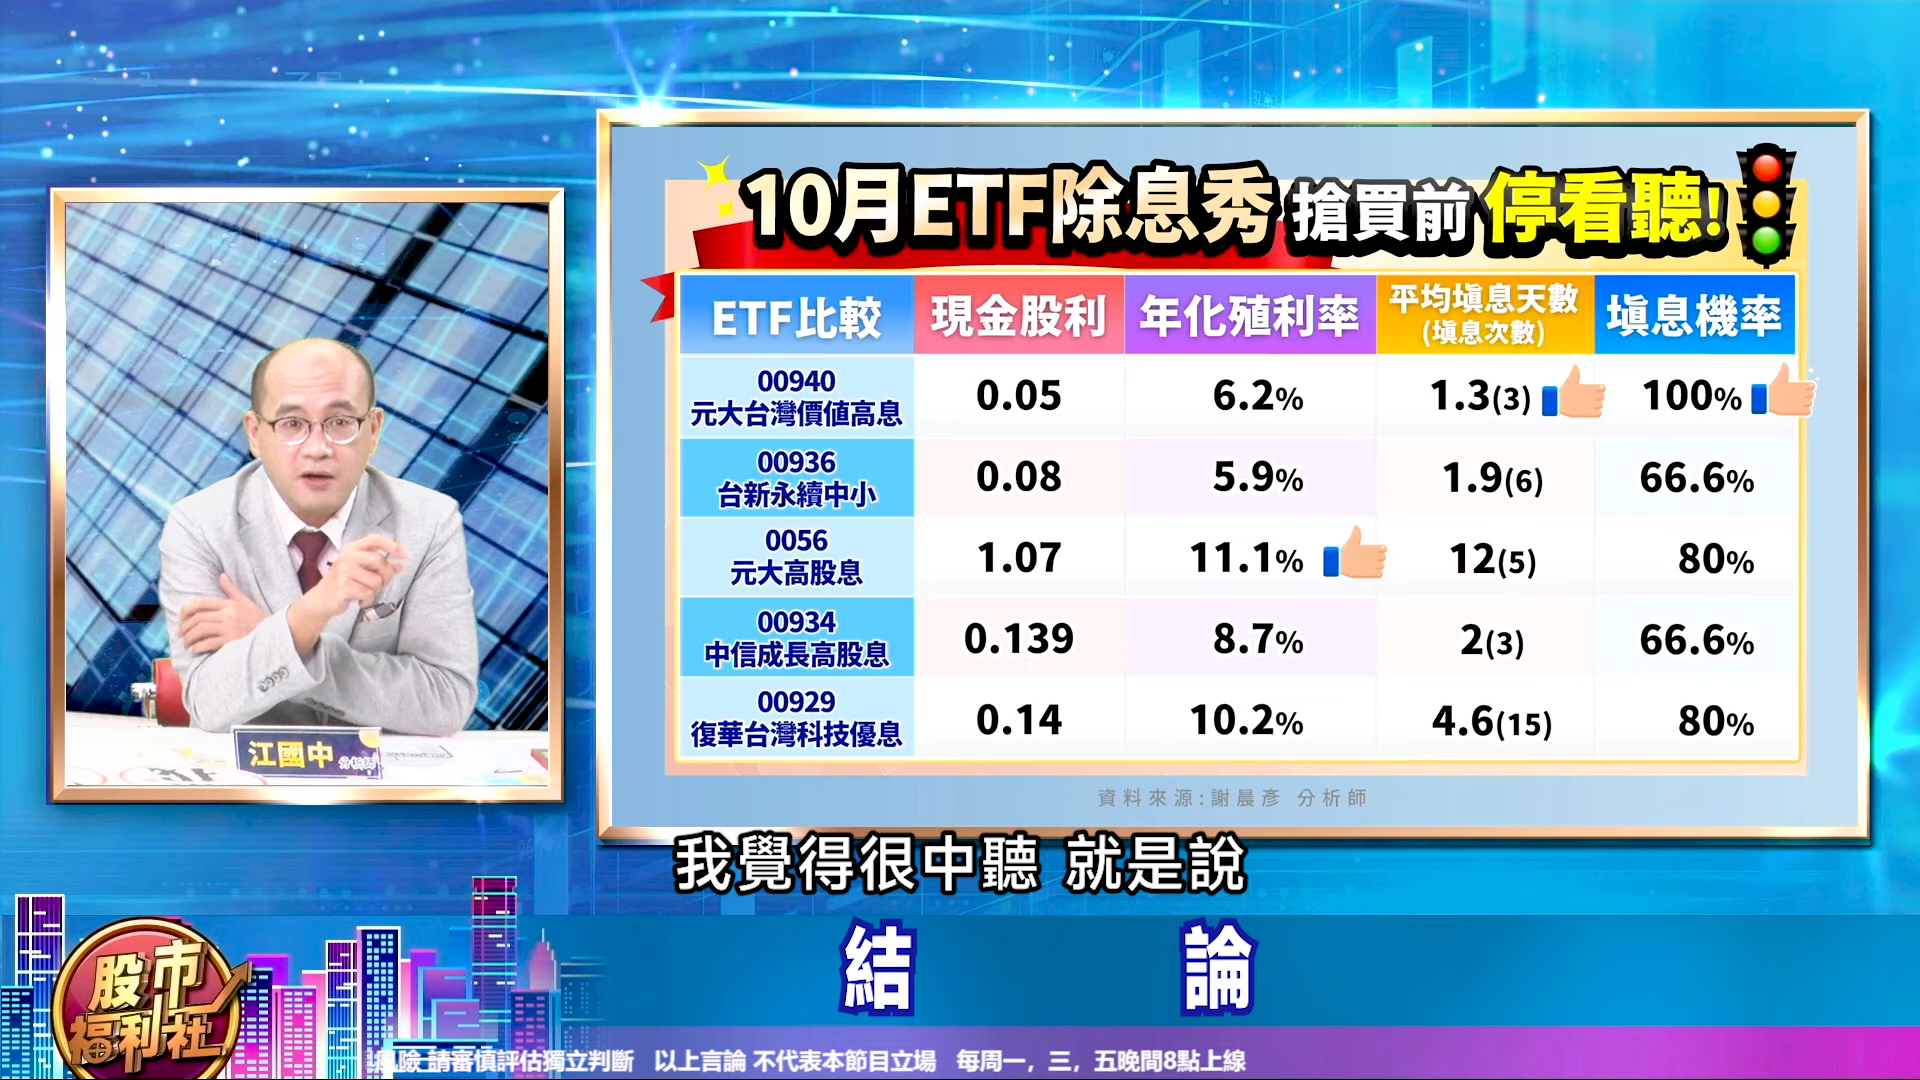 10月ETF除息秀 搶買前 停看聽!
ETF比較 現金股利 年化殖利率 平均填息天數 (填息次數) 填息機率
00940 元大台灣價值高息 0.05 6.2% 1.3(3) 100%
00936 台新永續中小 0.08 5.9% 1.9(6) 66.6%
0056 元大高股息 1.07 11.1% 12(5) 80%
00934 中信成長高股息 0.139 8.7% 2(3) 66.6%
00929 復華台灣科技優息 0.14 10.2% 4.6(15) 80%
資料來源:謝晨彥 分析師
江國中 分析師
我覺得很中聽 就是說
結 論
股市
福利社
風險 請審慎評估獨立判斷 以上言論 不代表本節目立場 每周一, 三, 五晚間8點上線